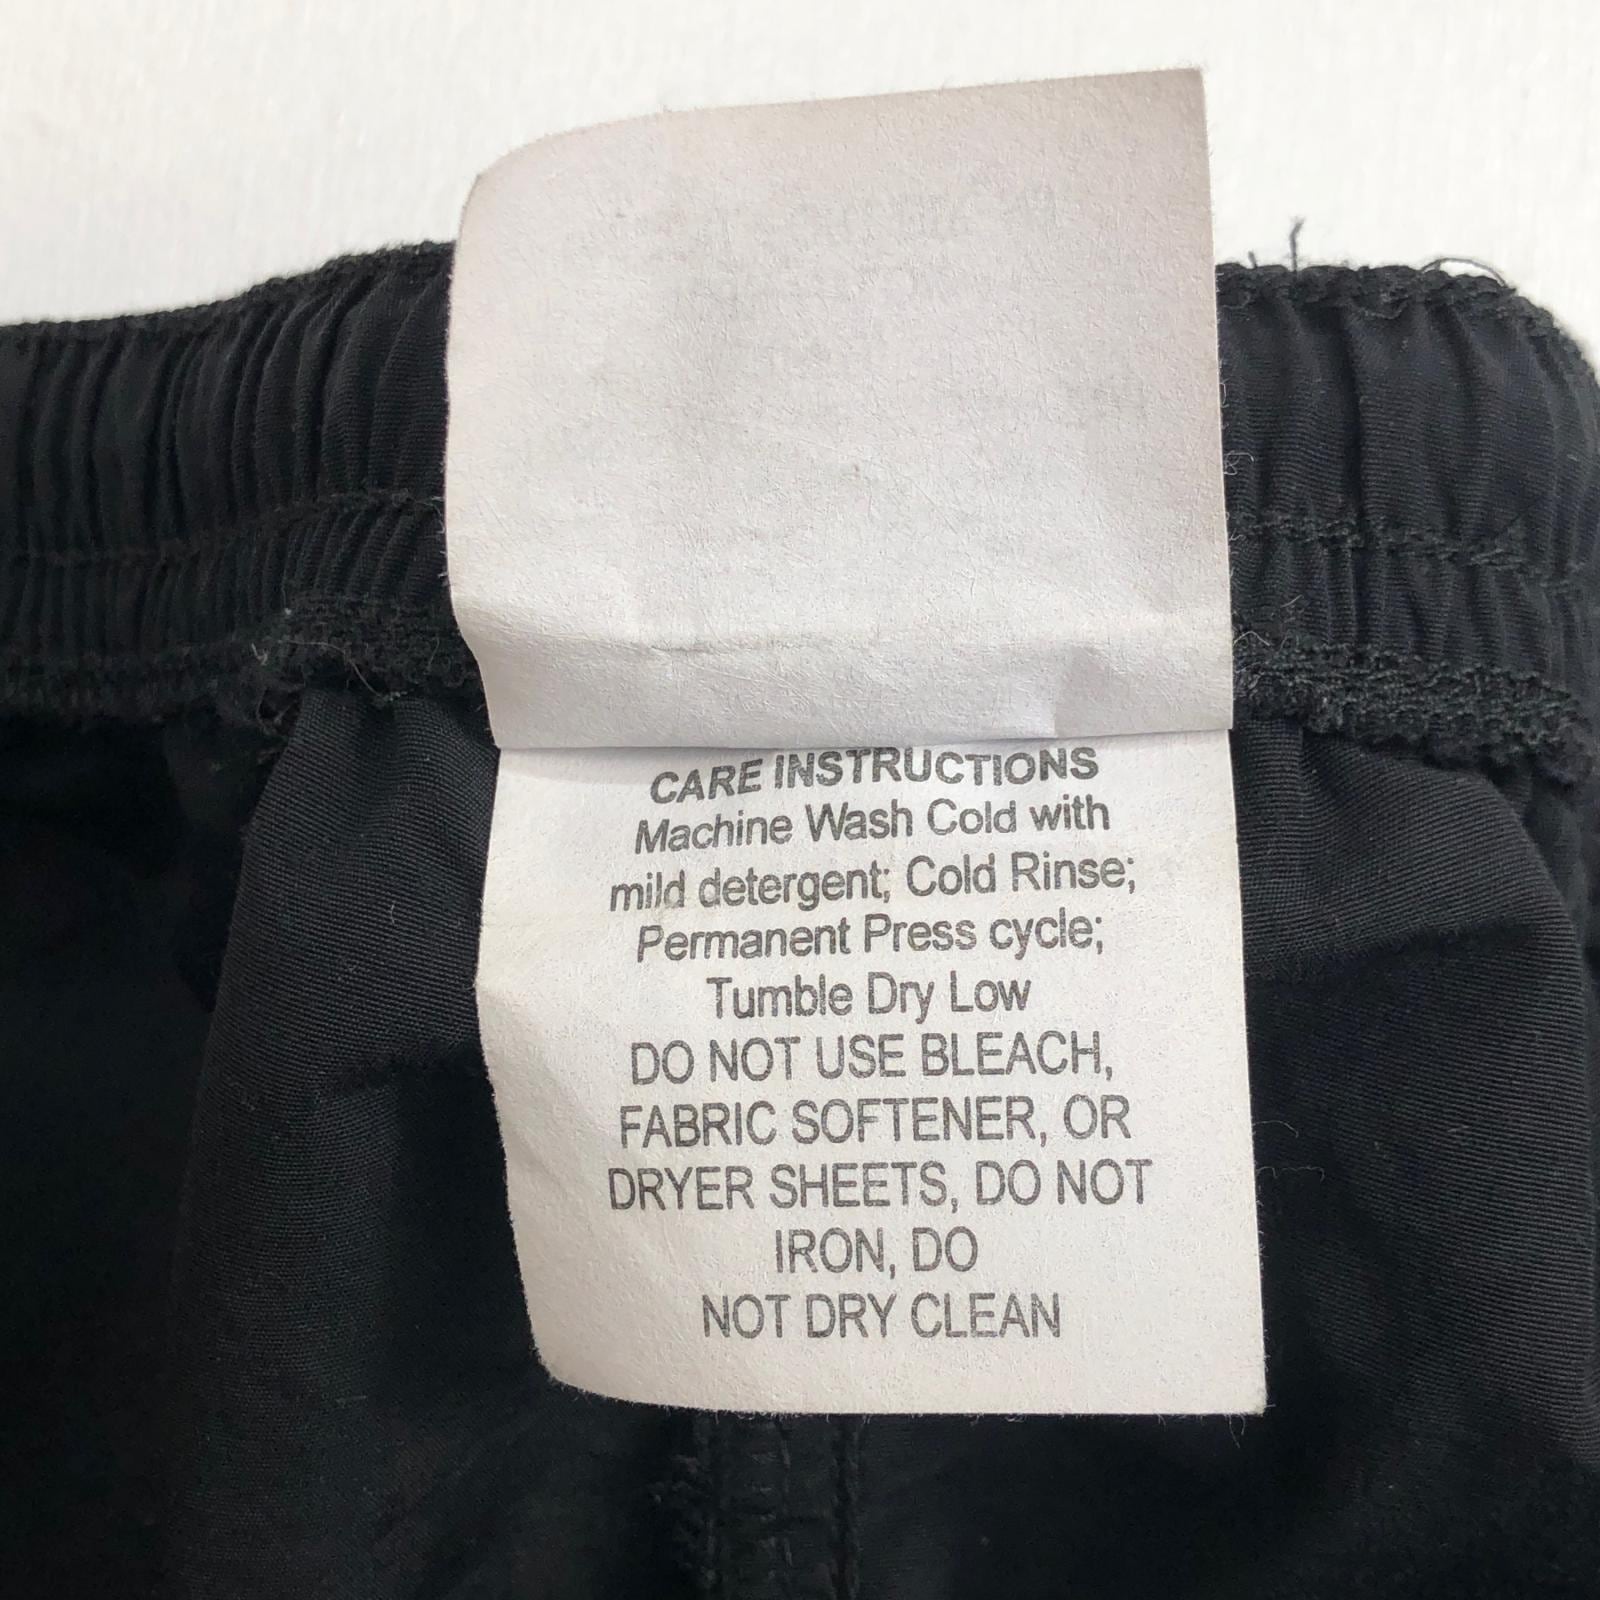 CARE INSTRUCTIONS
Machine Wash Cold with
mild detergent; Cold Rinse;
Permanent Press cycle;
Tumble Dry Low
DO NOT USE BLEACH,
FABRIC SOFTENER, OR
DRYER SHEETS, DO NOT
IRON, DO
NOT DRY CLEAN